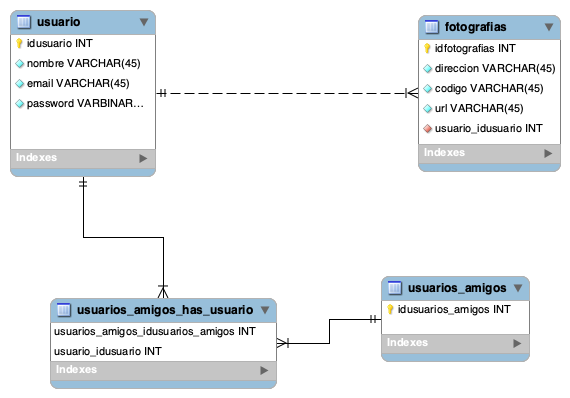 usuario
idusuario INT
nombre VARCHAR(45)
email VARCHAR(45)
password VARBINAR...
Indexes
fotografias
idfotografias INT
direccion VARCHAR(45)
codigo VARCHAR(45)
url VARCHAR(45)
usuario_idusuario INT
Indexes
usuarios_amigos_has_usuario
usuarios_amigos_idusuarios_amigos INT
usuario_idusuario INT
Indexes
usuarios_amigos
idusuarios_amigos INT
Indexes